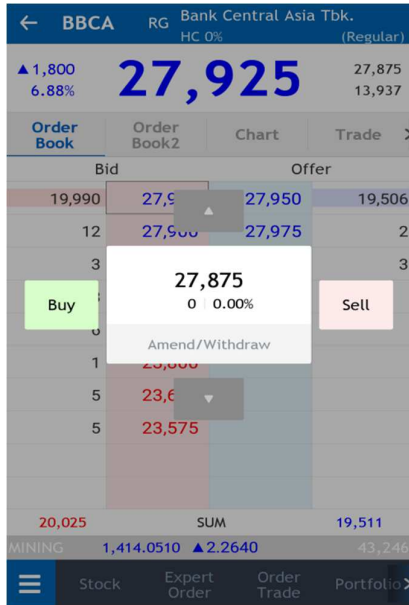 ← BBCA RG Bank Central Asia Tbk.
HC 0% (Regular)
▲1,800 27,925 27,875
6.88% 13,937
Order Book Order Book2 Chart Trade
Bid Offer
19,990 27,950 19,506
12 27,975 2
3 3
27,875
0 0.00%
Buy Sell
Amend/Withdraw
1
5
5 23,575
20,025 SUM 19,511
MINING 1,414.0510 ▲2.2640 43,246
Stock Expert Order Order Trade Portfolio